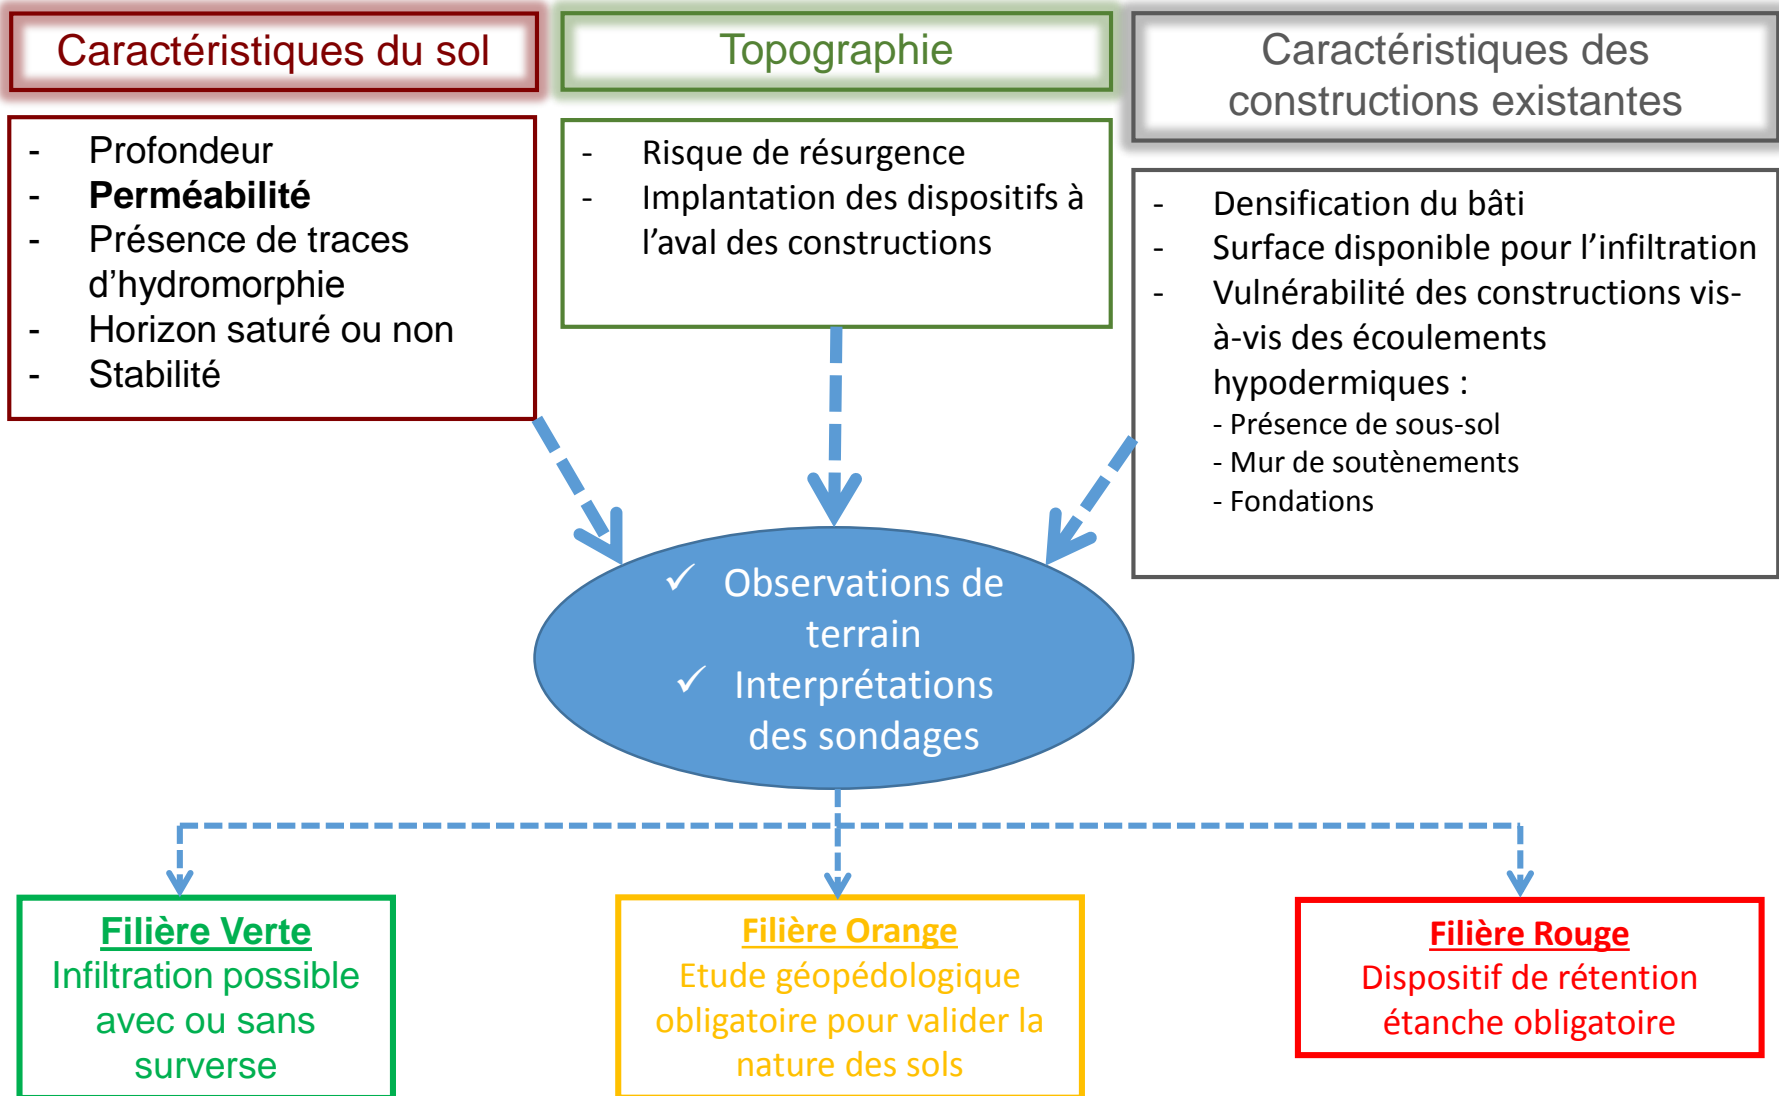 Caractéristiques du sol
- Profondeur
- Perméabilité
- Présence de traces
d'hydromorphie
- Horizon saturé ou non
- Stabilité
Topographie
- Risque de résurgence
- Implantation des dispositifs à
l'aval des constructions
Caractéristiques des
constructions existantes
- Densification du bâti
- Surface disponible pour l'infiltration
- Vulnérabilité des constructions vis-
à-vis des écoulements
hypodermiques :
- Présence de sous-sol
- Mur de soutènements
- Fondations
✓ Observations de
terrain
✓ Interprétations
des sondages
Filière Verte
Infiltration possible
avec ou sans
surverse
Filière Orange
Etude géopédologique
obligatoire pour valider la
nature des sols
Filière Rouge
Dispositif de rétention
étanche obligatoire